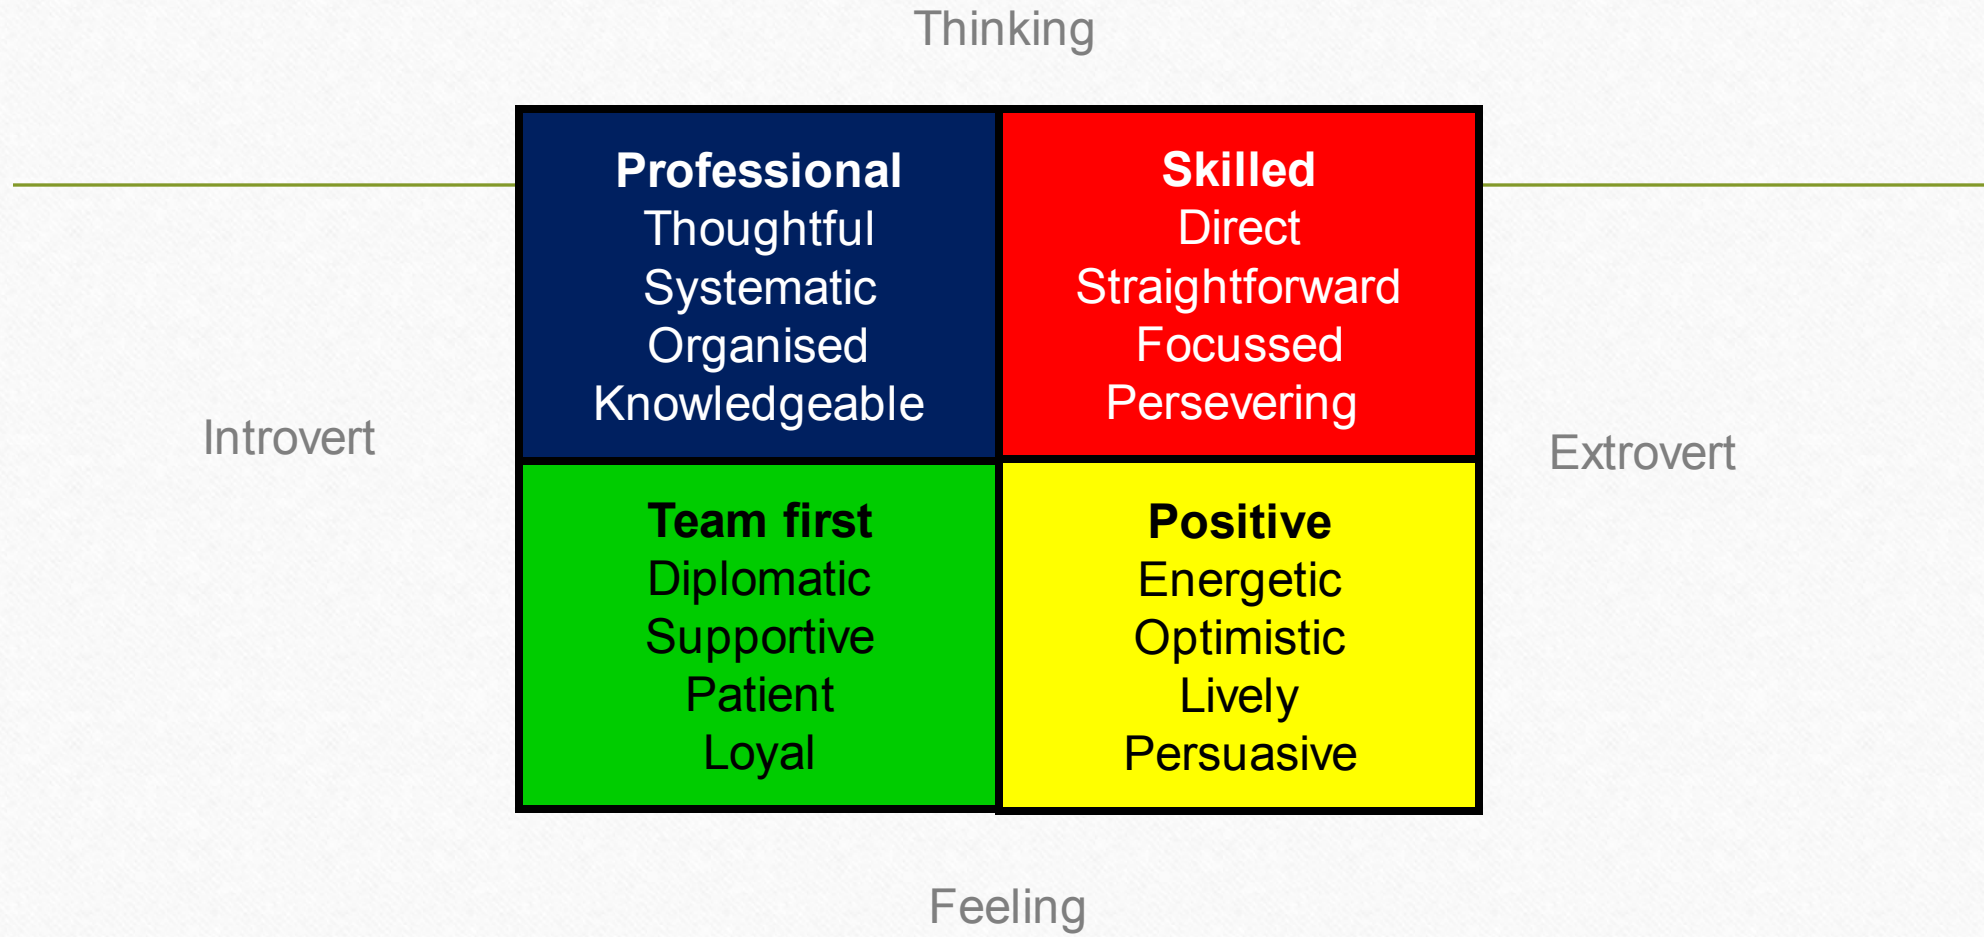 Thinking
Professional
Thoughtful
Systematic
Organised
Knowledgeable
Skilled
Direct
Straightforward
Focussed
Persevering
Introvert
Extrovert
Team first
Diplomatic
Supportive
Patient
Loyal
Positive
Energetic
Optimistic
Lively
Persuasive
Feeling